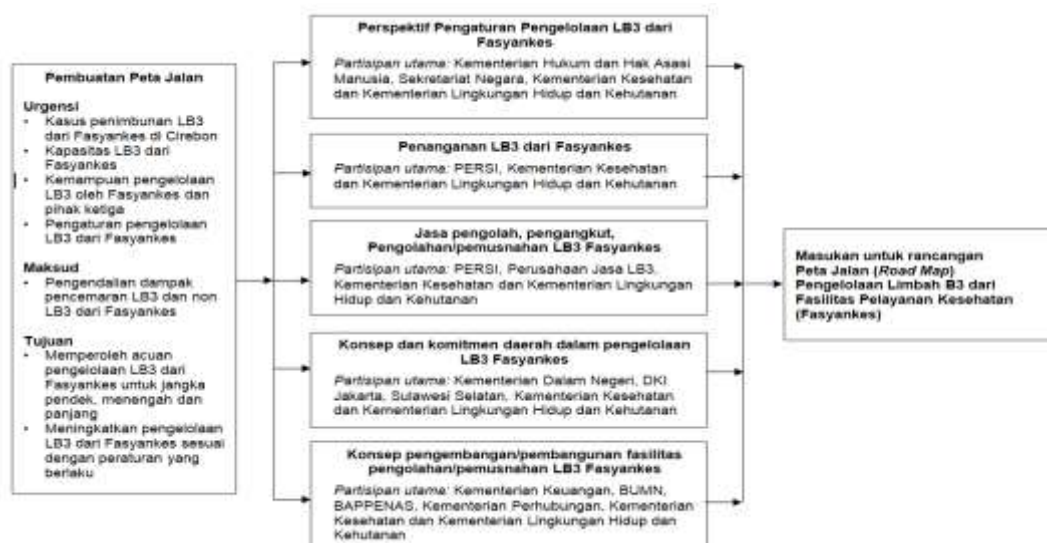 Pembuatan Peta Jalan
Urgensi
• Kasus penimbunan LB3
dari Fasyankes di Cirebon
• Kapasitas LB3 dari
Fasyankes
• Kemampuan pengelolaan
LB3 oleh Fasyankes dan
pihak ketiga
• Pengaturan pengelolaan
LB3 dari Fasyankes
Maksud
• Pengendalian dampak
pencemaran LB3 dan non
LB3 dari Fasyankes
Tujuan
• Memperoleh acuan
pengelolaan LB3 dari
Fasyankes untuk jangka
pendek, menengah dan
panjang
• Meningkatkan pengelolaan
LB3 dari Fasyankes sesuai
dengan peraturan yang
berlaku
Perspektif Pengaturan Pengelolaan LB3 dari
Fasyankes
Partisipan utama: Kementerian Hukum dan Hak Asasi
Manusia, Sekretariat Negara, Kementerian Kesehatan
dan Kementerian Lingkungan Hidup dan Kehutanan
Penanganan LB3 dari Fasyankes
Partisipan utama: PERSI, Kementerian Kesehatan
dan Kementerian Lingkungan Hidup dan Kehutanan
Jasa pengolah, pengangkut,
Pengolahan/pemusnahan LB3 Fasyankes
Partisipan utama: PERSI, Perusahaan Jasa LB3,
Kementerian Kesehatan dan Kementerian Lingkungan
Hidup dan Kehutanan
Konsep dan komitmen daerah dalam pengelolaan
LB3 Fasyankes
Partisipan utama: Kementerian Dalam Negeri, DKI
Jakarta, Sulawesi Selatan, Kementerian Kesehatan
dan Kementerian Lingkungan Hidup dan Kehutanan
Konsep pengembangan/pembangunan fasilitas
pengolahan/pemusnahan LB3 Fasyankes
Partisipan utama: Kementerian Keuangan, BUMN,
BAPPENAS, Kementerian Perhubungan, Kementerian
Kesehatan dan Kementerian Lingkungan Hidup dan
Kehutanan
Masukan untuk rancangan
Peta Jalan (Road Map)
Pengelolaan Limbah B3 dari
Fasilitas Pelayanan Kesehatan
(Fasyankes)